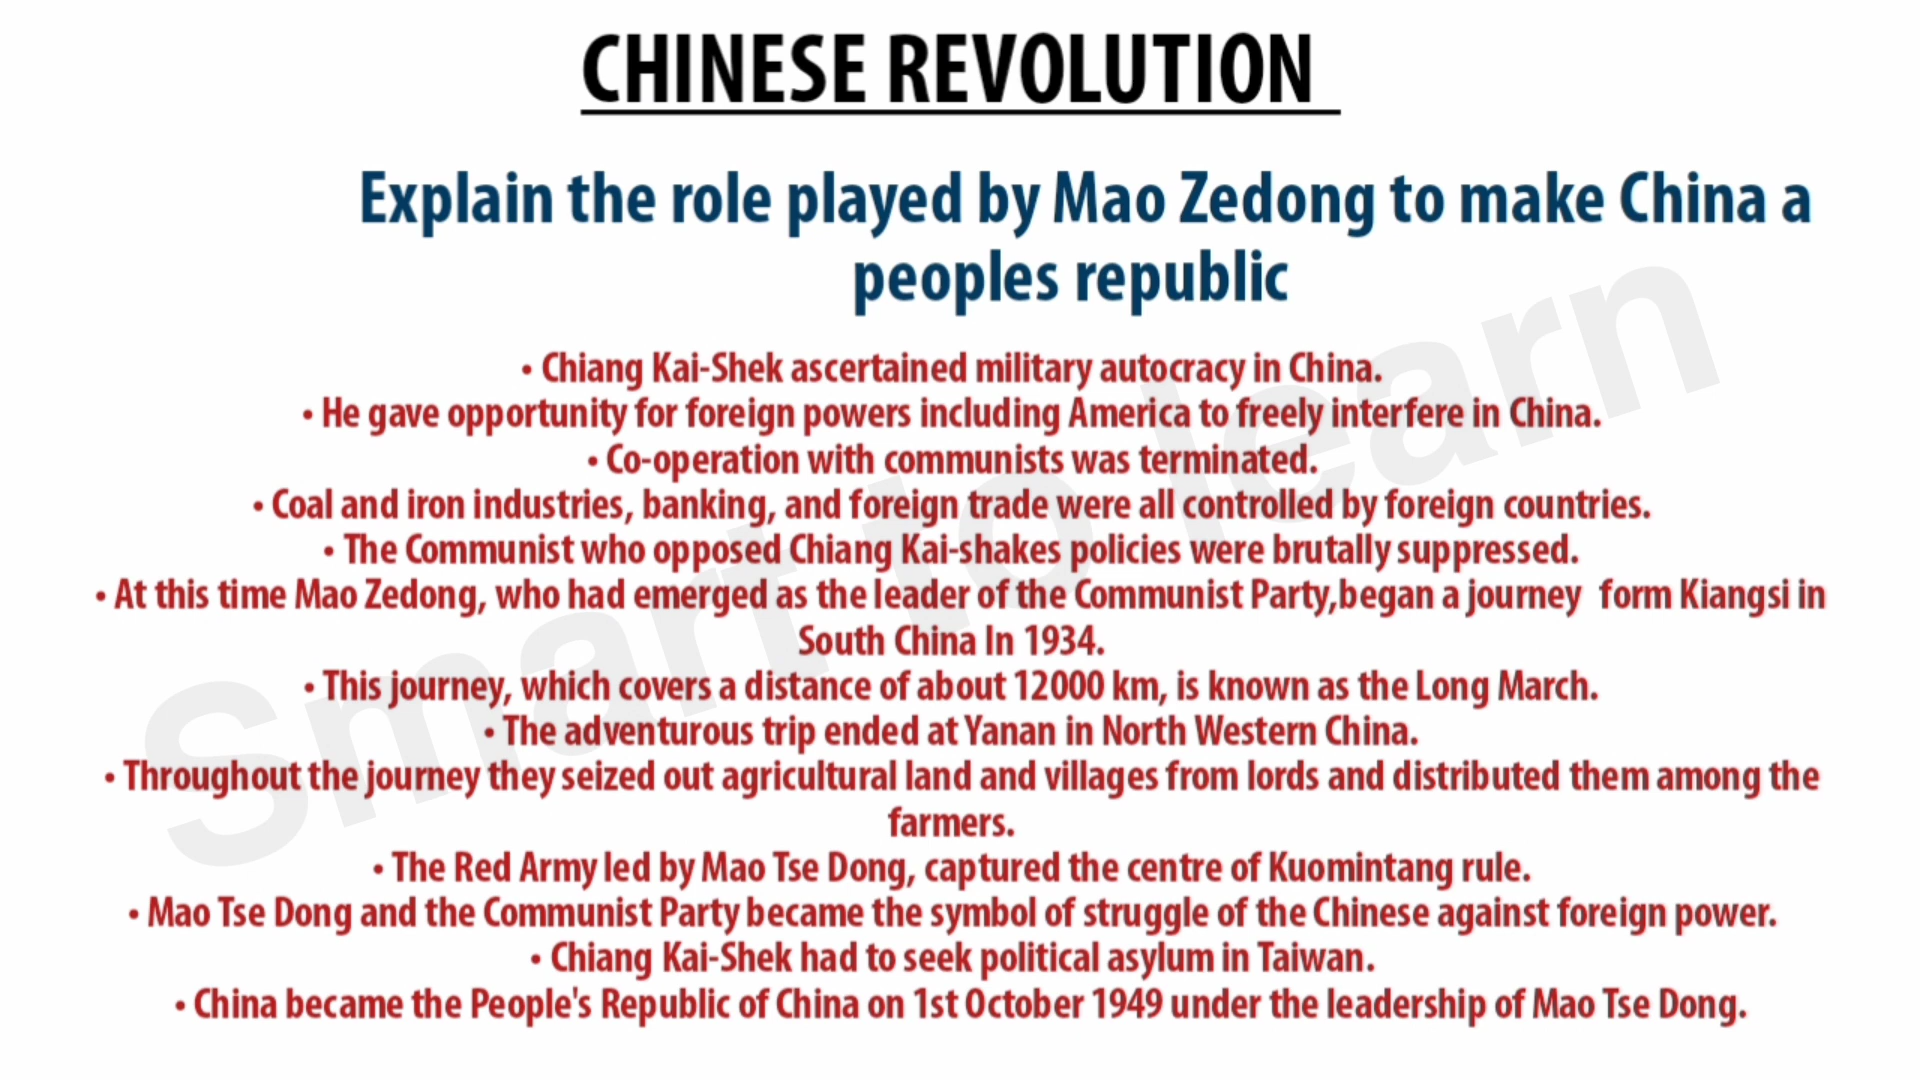 CHINESE REVOLUTION
Explain the role played by Mao Zedong to make China a
peoples republic
• Chiang Kai-Shek ascertained military autocracy in China.
• He gave opportunity for foreign powers including America to freely interfere in China.
• Co-operation with communists was terminated.
• Coal and iron industries, banking, and foreign trade were all controlled by foreign countries.
• The Communist who opposed Chiang Kai-shakes policies were brutally suppressed.
• At this time Mao Zedong, who had emerged as the leader of the Communist Party,began a journey form Kiangsi in
South China In 1934.
• This journey, which covers a distance of about 12000 km, is known as the Long March.
• The adventurous trip ended at Yanan in North Western China.
• Throughout the journey they seized out agricultural land and villages from lords and distributed them among the
farmers.
• The Red Army led by Mao Tse Dong, captured the centre of Kuomintang rule.
• Mao Tse Dong and the Communist Party became the symbol of struggle of the Chinese against foreign power.
• Chiang Kai-Shek had to seek political asylum in Taiwan.
• China became the People's Republic of China on 1st October 1949 under the leadership of Mao Tse Dong.
Smart to learn